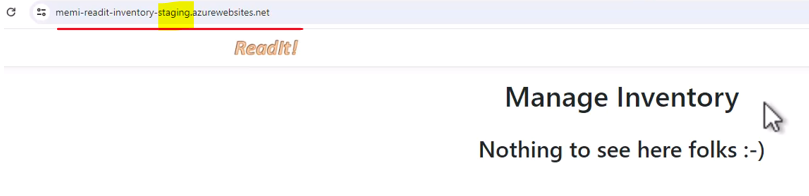 memi-readit-inventory-staging.azurewebsites.net
ReadIt!
Manage Inventory
Nothing to see here folks :-)